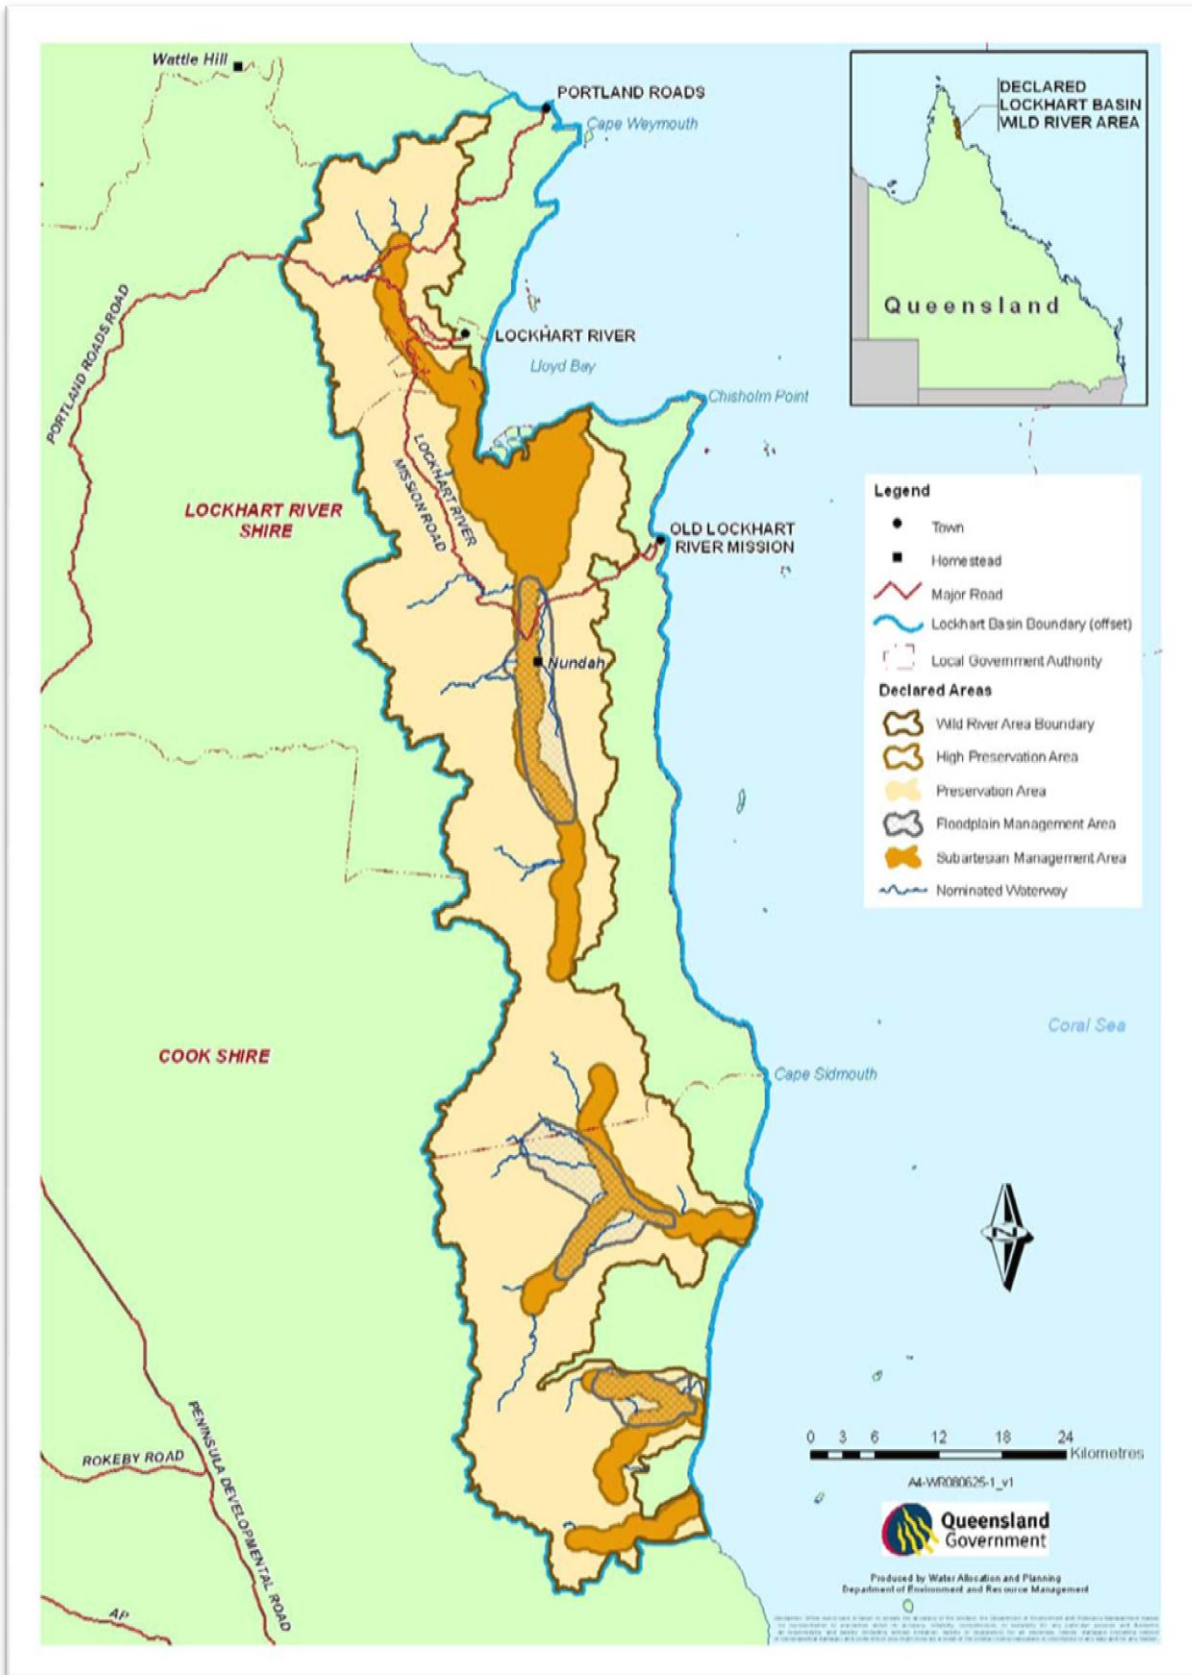 Wattle Hill
PORTLAND ROADS
Cape Weymouth
DECLARED
LOCKHART BASIN
WILD RIVER AREA
Queensland
PORTLAND ROADS ROAD
LOCKHART RIVER
Lloyd Bay
Chisholm Point
LOCKHART RIVER
MISSION ROAD
LOCKHART RIVER
SHIRE
OLD LOCKHART
RIVER MISSION
Nundah
Legend
Town
Homestead
Major Road
Lockhart Basin Boundary (offset)
Local Government Authority
Declared Areas
Wild River Area Boundary
High Preservation Area
Preservation Area
Floodplain Management Area
Subartesian Management Area
Nominated Waterway
Coral Sea
COOK SHIRE
Cape Sidmouth
N
PENINSULA DEVELOPMENTAL ROAD
ROKEBY ROAD
AP
0 3 6 12 18 24
Kilometres
A4-WR080625-1_v1
Queensland
Government
Produced by Water Allocation and Planning
Department of Environment and Resource Management